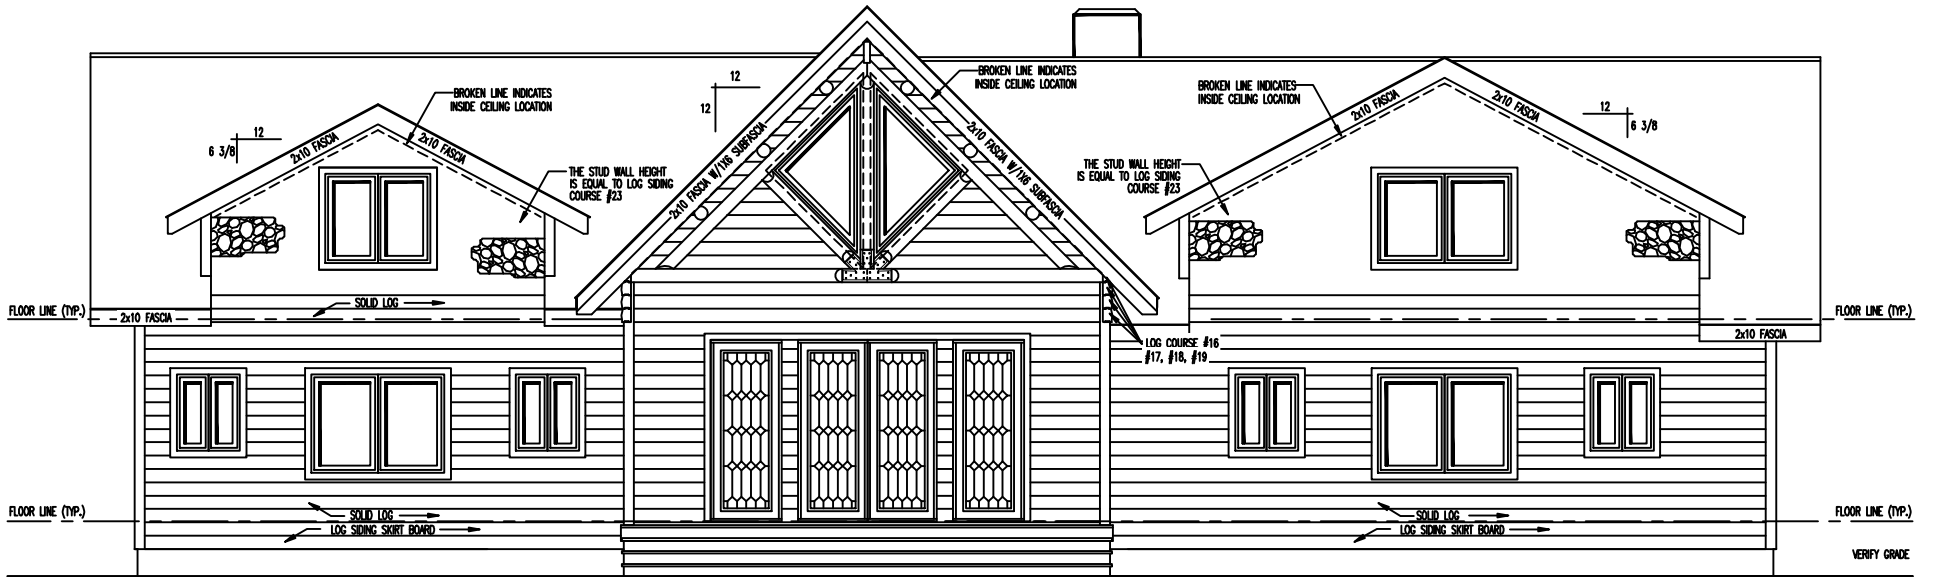 BROKEN LINE INDICATES
INSIDE CEILING LOCATION
12
12
BROKEN LINE INDICATES
INSIDE CEILING LOCATION
BROKEN LINE INDICATES
INSIDE CEILING LOCATION
12
6 3/8
2x10 FASCIA
2x10 FASCIA
THE STUD WALL HEIGHT
IS EQUAL TO LOG SIDING
COURSE #23
2x10 FASCIA W/1X6 SUBFASCIA
2x10 FASCIA W/1X6 SUBFASCIA
THE STUD WALL HEIGHT
IS EQUAL TO LOG SIDING
COURSE #23
2x10 FASCIA
2x10 FASCIA
12
6 3/8
FLOOR LINE (TYP.)
2x10 FASCIA
SOLID LOG
LOG COURSE #16
#17, #18, #19
2x10 FASCIA
FLOOR LINE (TYP.)
FLOOR LINE (TYP.)
SOLID LOG
LOG SIDING SKIRT BOARD
SOLID LOG
LOG SIDING SKIRT BOARD
FLOOR LINE (TYP.)
VERIFY GRADE